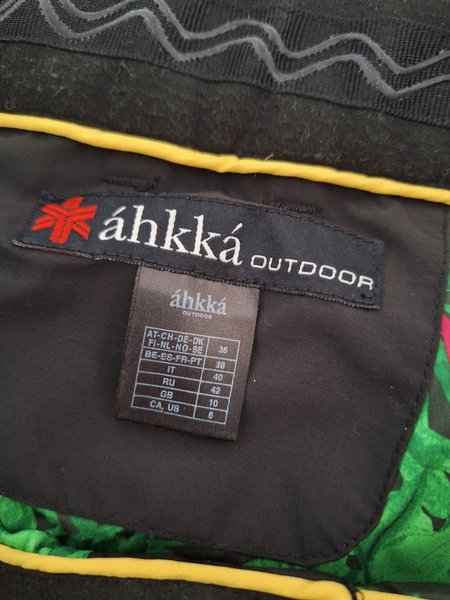 áhkká OUTDOOR
áhkká
OUTDOOR
AT-CH-DE-DK
FI-NL-NO-SE 36
BE-ES-FR-PT 38
IT 40
RU 42
GB 10
CA, US 6